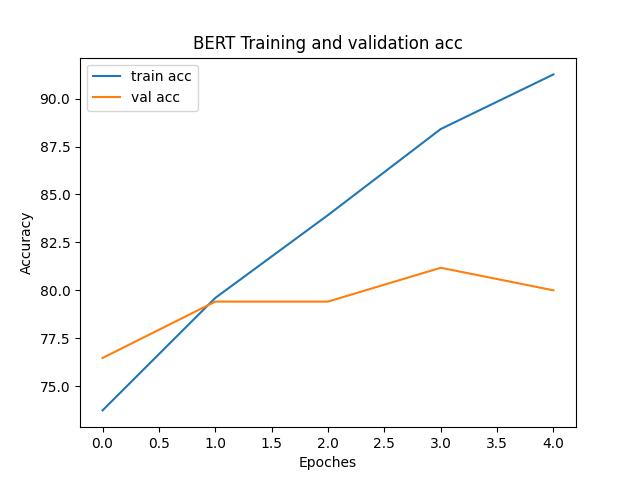 BERT Training and validation acc
train acc
val acc
90.0
87.5
85.0
82.5
80.0
77.5
75.0
Accuracy
0.0 0.5 1.0 1.5 2.0 2.5 3.0 3.5 4.0
Epoches